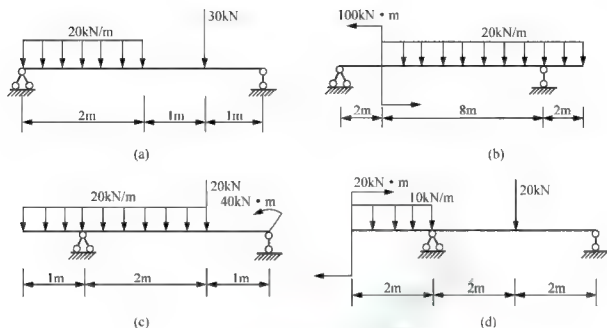 20kN/m
30kN
2m
1m
1m
(a)
100kN • m
20kN/m
2m
8m
2m
(b)
20kN/m
20kN
40kN • m
1m
2m
1m
(c)
20kN • m
10kN/m
20kN
2m
2m
2m
(d)